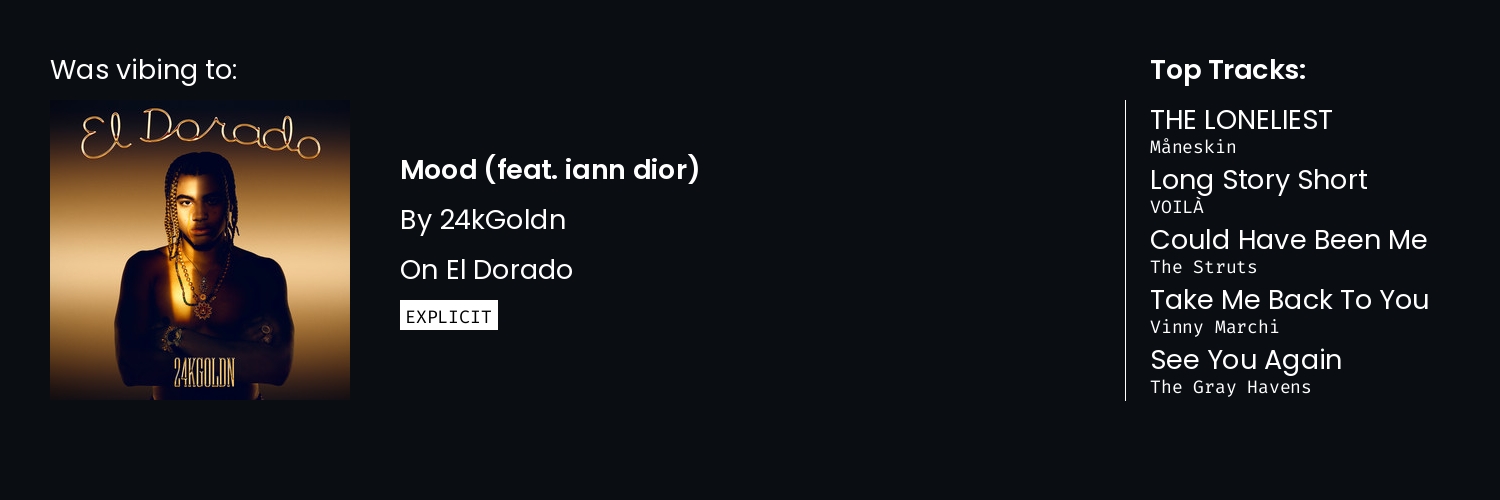 Was vibing to:
El Dorado
24KGOLDN
Mood (feat. iann dior)
By 24kGoldn
On El Dorado
EXPLICIT
Top Tracks:
THE LONELIEST
Måneskin
Long Story Short
VOILÀ
Could Have Been Me
The Struts
Take Me Back To You
Vinny Marchi
See You Again
The Gray Havens